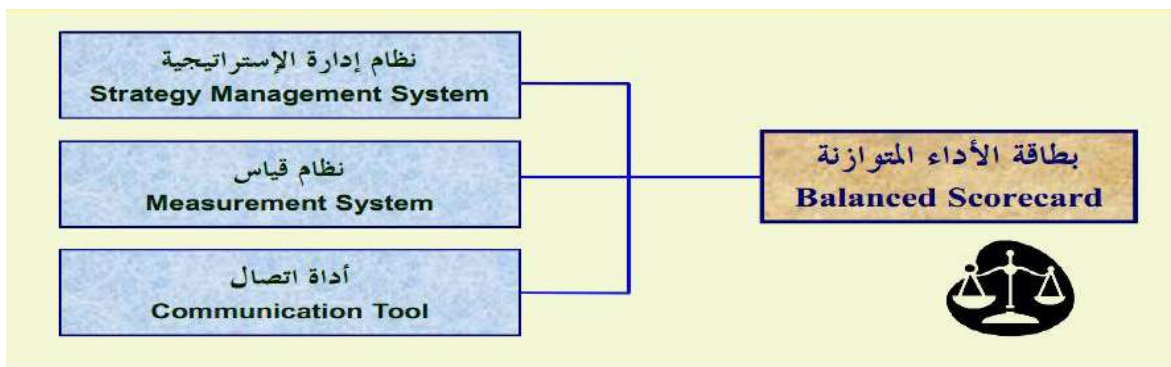 نظام إدارة الإستراتيجية
Strategy Management System
نظام قياس
Measurement System
أداة اتصال
Communication Tool
بطاقة الأداء المتوازنة
Balanced Scorecard